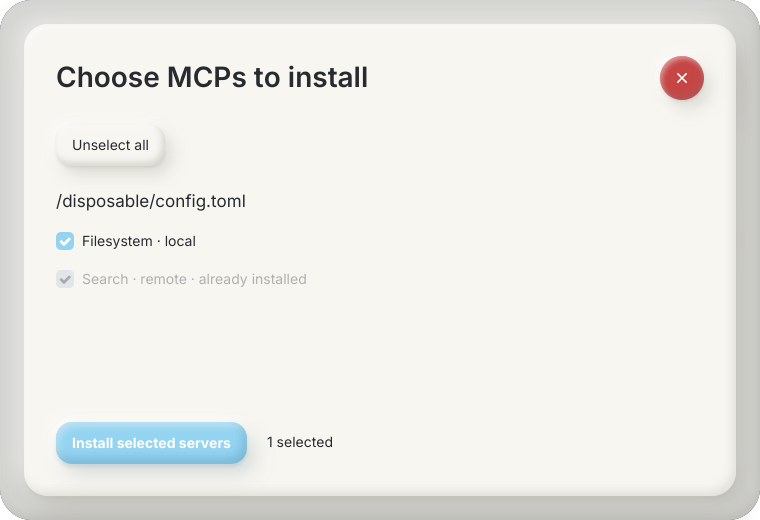 Choose MCPs to install
Unselect all
/disposable/config.toml
Filesystem · local
Search · remote · already installed
Install selected servers
1 selected